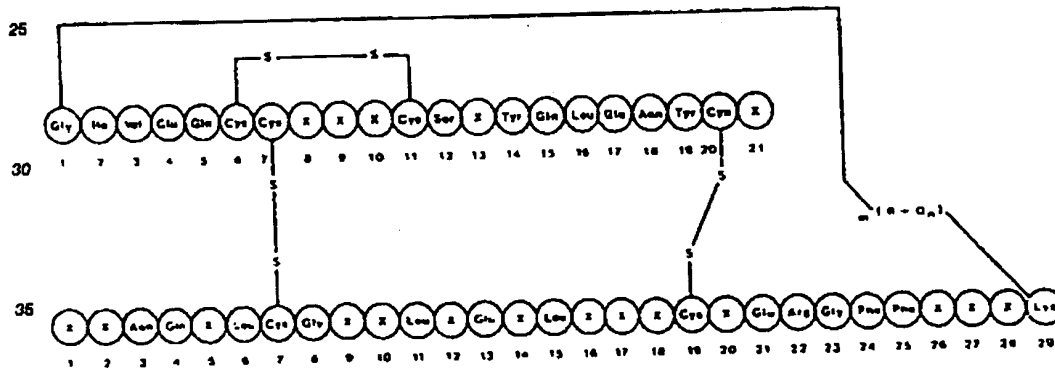 25
S S
Gly Ile Val Glu Gln Cys Cys X X X Cys Ser X Tyr Gln Leu Glu Asn Tyr Cys X
1 2 3 4 5 6 7 8 9 10 11 12 13 14 15 16 17 18 19 20 21
30
S S
S S
35
X X Asn Gln X Leu Cys Gly X X Leu X Glu X Leu X X X Cys X Glu Arg Gly Phe Phe X X X Lys
1 2 3 4 5 6 7 8 9 10 11 12 13 14 15 16 17 18 19 20 21 22 23 24 25 26 27 28 29